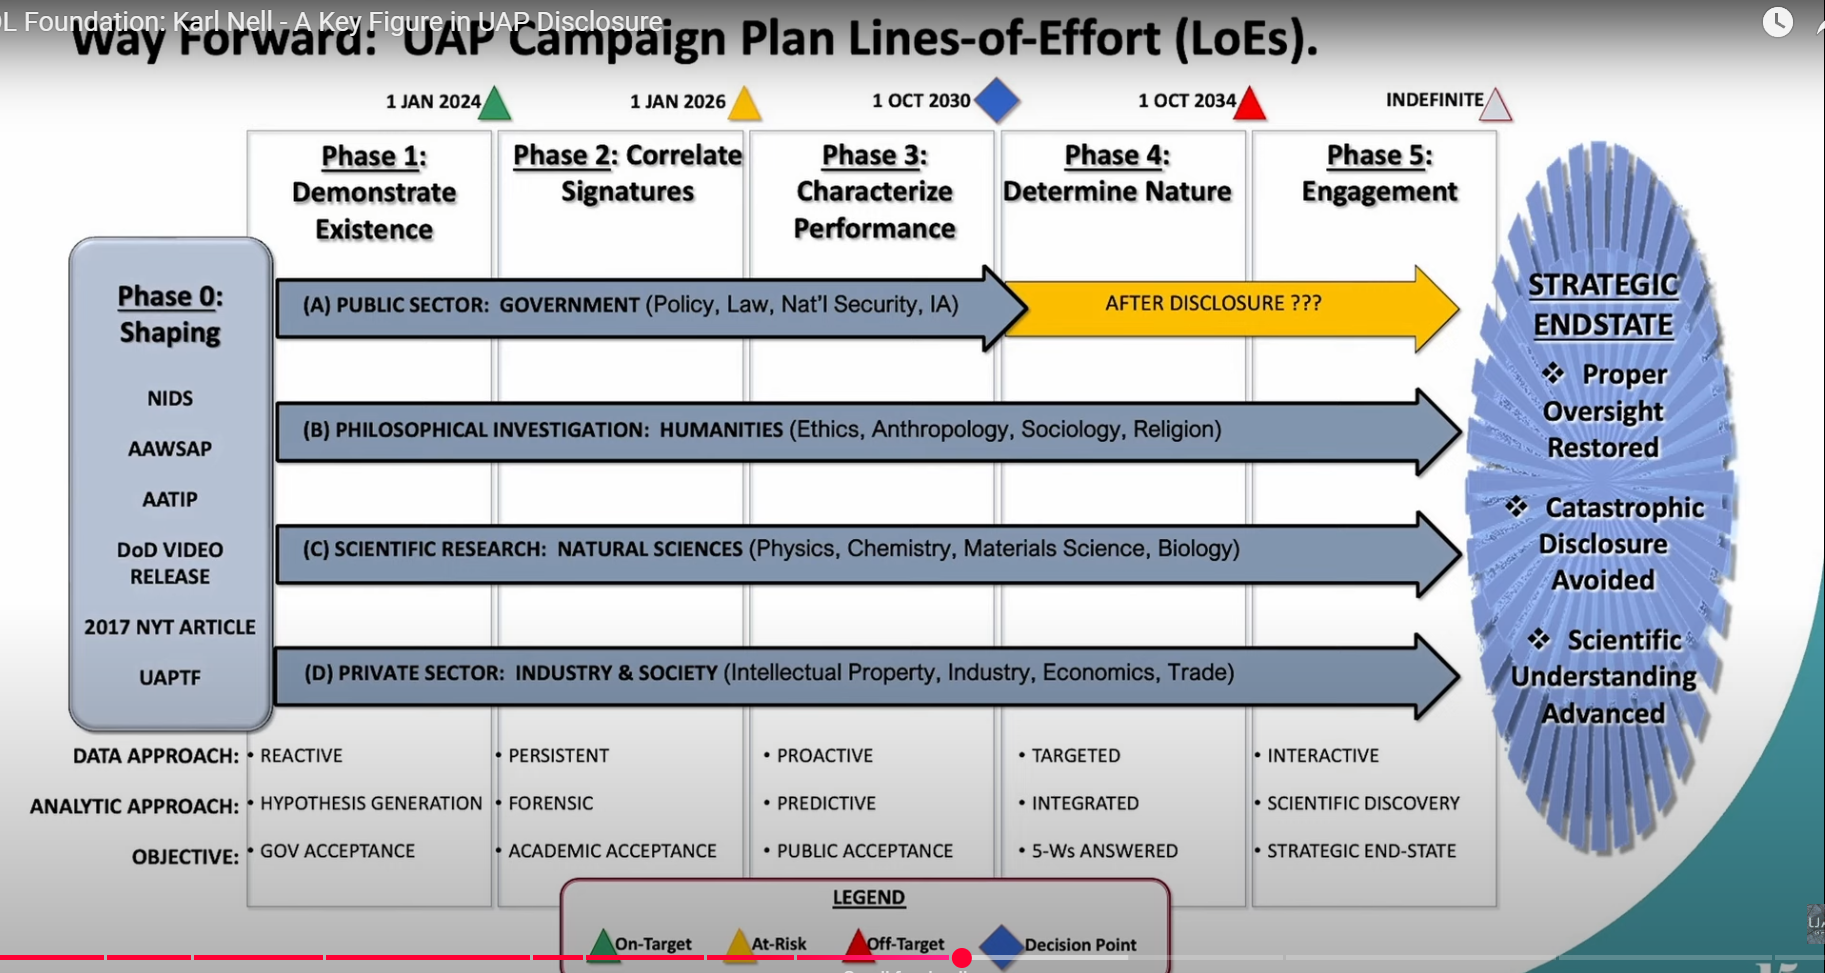 OL Foundation: Karl Nell - A Key Figure in UAP Disclosure
Way Forward: UAP Campaign Plan Lines-of-Effort (LoEs).
1 JAN 2024
1 JAN 2026
1 OCT 2030
1 OCT 2034
INDEFINITE
Phase 1:
Demonstrate
Existence
Phase 2: Correlate
Signatures
Phase 3:
Characterize
Performance
Phase 4:
Determine Nature
Phase 5:
Engagement
Phase 0:
Shaping
NIDS
AAWSAP
AATIP
DoD VIDEO
RELEASE
2017 NYT ARTICLE
UAPTF
(A) PUBLIC SECTOR: GOVERNMENT (Policy, Law, Nat'l Security, IA)
AFTER DISCLOSURE ???
(B) PHILOSOPHICAL INVESTIGATION: HUMANITIES (Ethics, Anthropology, Sociology, Religion)
(C) SCIENTIFIC RESEARCH: NATURAL SCIENCES (Physics, Chemistry, Materials Science, Biology)
(D) PRIVATE SECTOR: INDUSTRY & SOCIETY (Intellectual Property, Industry, Economics, Trade)
STRATEGIC
ENDSTATE
❖ Proper
Oversight
Restored
❖ Catastrophic
Disclosure
Avoided
❖ Scientific
Understanding
Advanced
DATA APPROACH: • REACTIVE • PERSISTENT • PROACTIVE • TARGETED • INTERACTIVE
ANALYTIC APPROACH: • HYPOTHESIS GENERATION • FORENSIC • PREDICTIVE • INTEGRATED • SCIENTIFIC DISCOVERY
OBJECTIVE: • GOV ACCEPTANCE • ACADEMIC ACCEPTANCE • PUBLIC ACCEPTANCE • 5-Ws ANSWERED • STRATEGIC END-STATE
LEGEND
On-Target
At-Risk
Off-Target
Decision Point